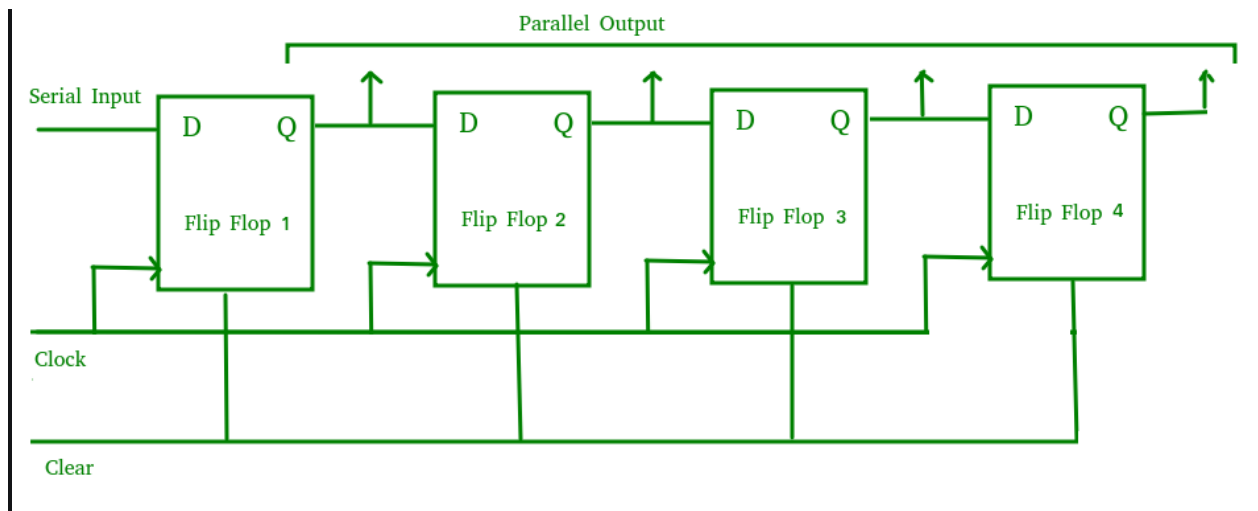 Parallel Output
Serial Input
D Q
D Q
D Q
D Q
Flip Flop 1
Flip Flop 2
Flip Flop 3
Flip Flop 4
Clock
Clear